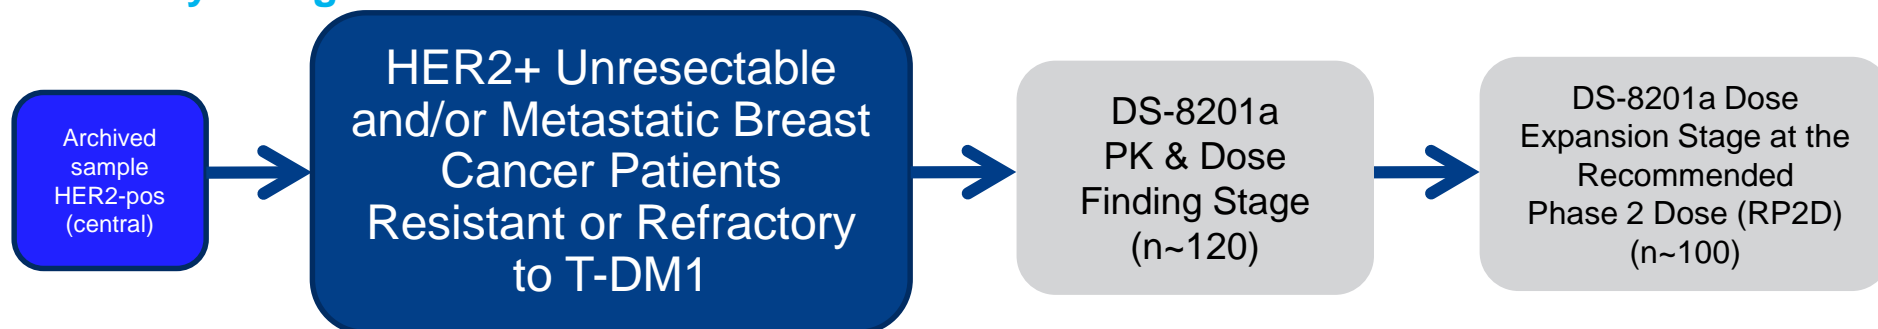 Archived
sample
HER2-pos
(central)
HER2+ Unresectable
and/or Metastatic Breast
Cancer Patients
Resistant or Refractory
to T-DM1
DS-8201a
PK & Dose
Finding Stage
(n~120)
DS-8201a Dose
Expansion Stage at the
Recommended
Phase 2 Dose (RP2D)
(n~100)